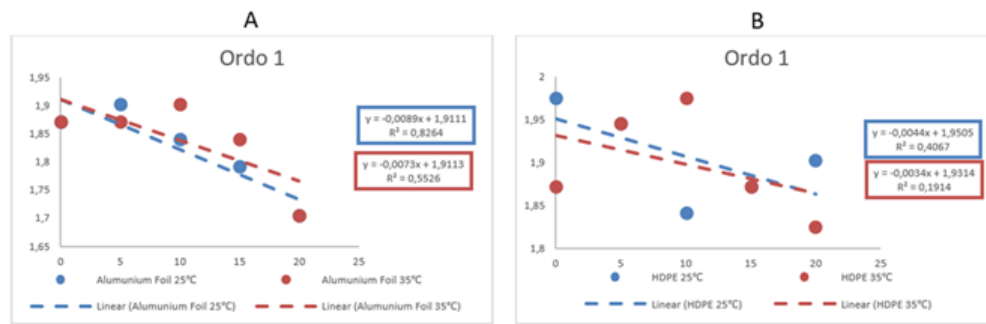 A
Ordo 1
1,95
1,9
1,85
1,8
1,75
1,7
1,65
0 5 10 15 20 25
y = -0,0089x + 1,9111
R² = 0,8264
y = -0,0073x + 1,9113
R² = 0,5526
Alumunium Foil 25℃ Alumunium Foil 35℃
Linear (Alumunium Foil 25℃) Linear (Alumunium Foil 35℃)
B
Ordo 1
2
1,95
1,9
1,85
1,8
0 5 10 15 20 25
y = -0,0044x + 1,9505
R² = 0,4067
y = -0,0034x + 1,9314
R² = 0,1914
HDPE 25℃ HDPE 35℃
Linear (HDPE 25℃) Linear (HDPE 35℃)